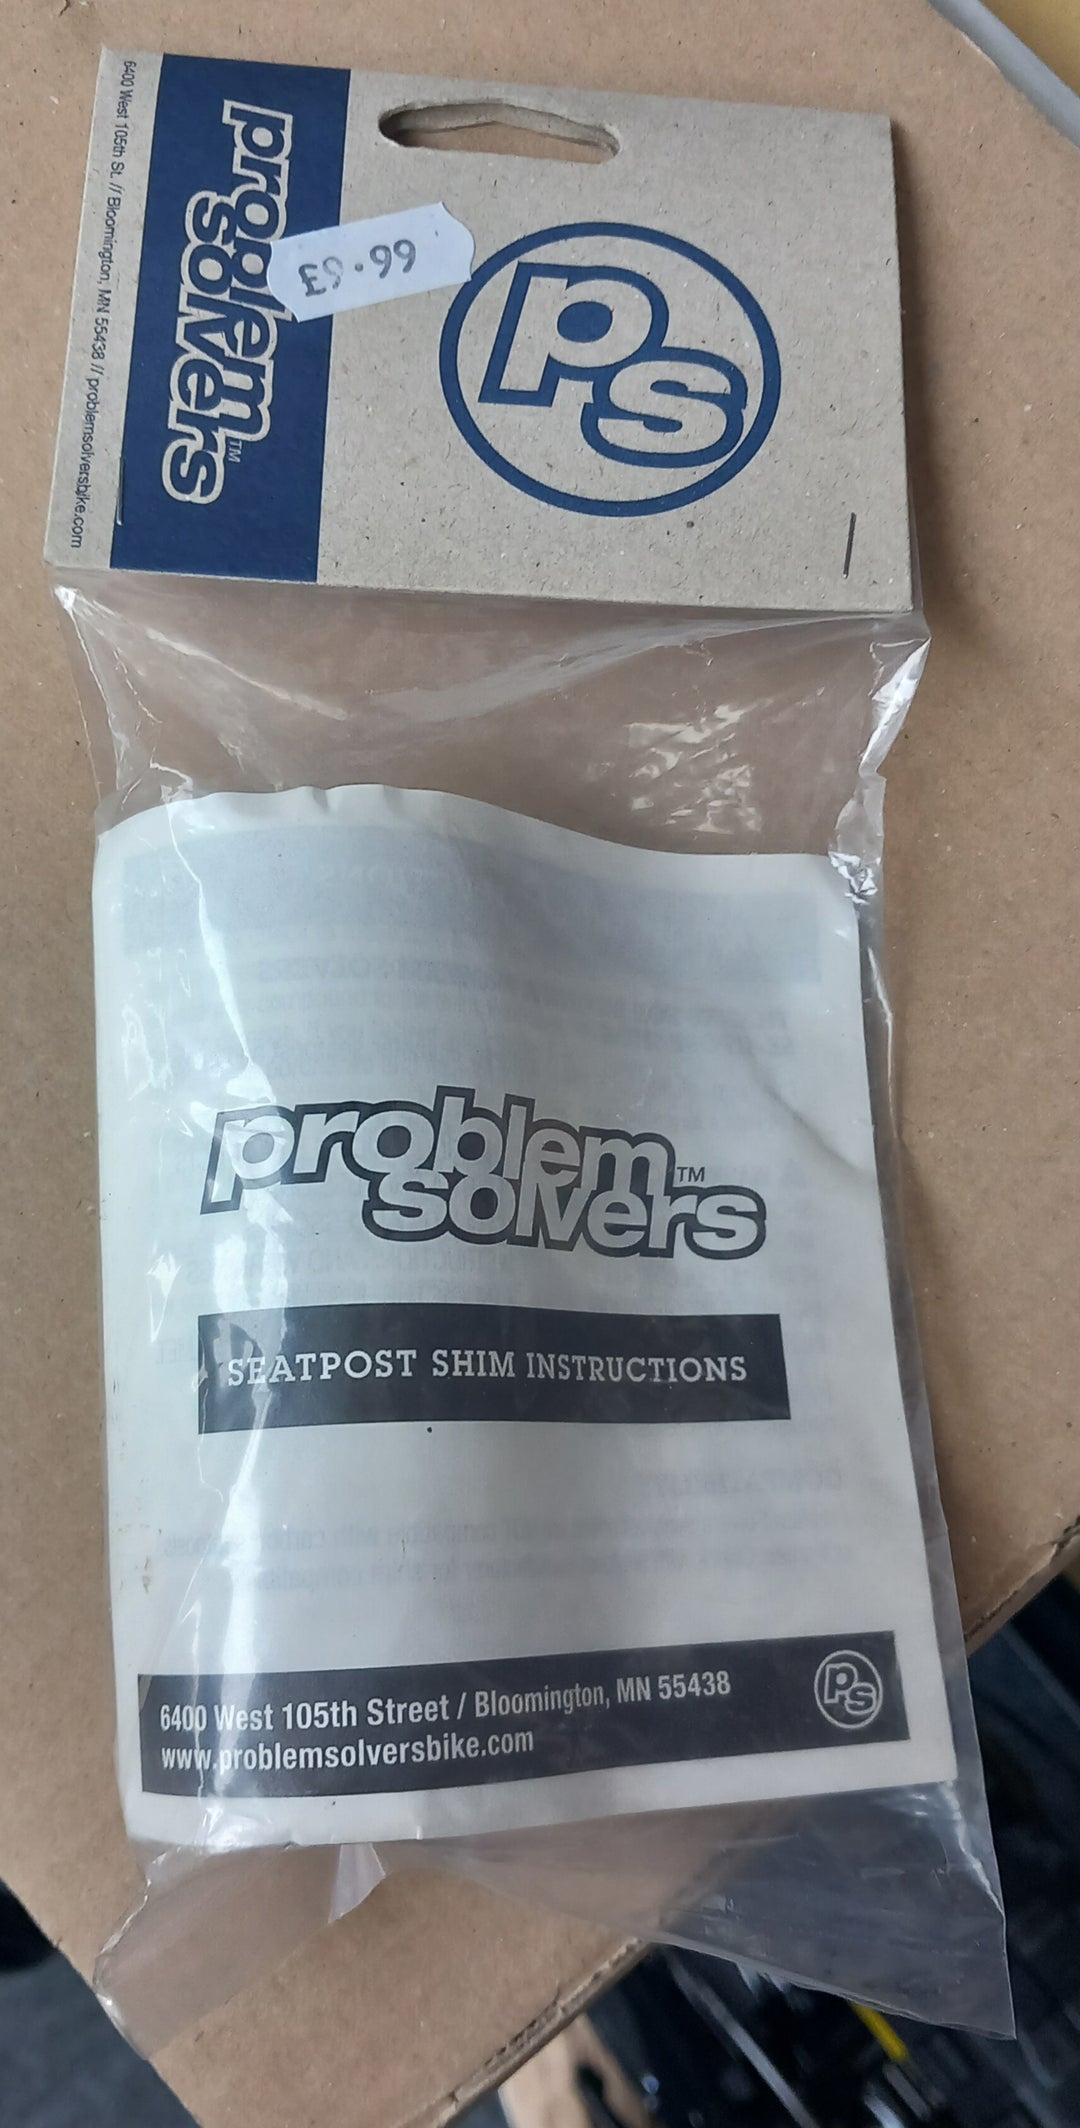 6400 West 105th St. // Bloomington, MN 55438 // problemsolversbike.com
problem
solvers™
£9.99
ps
problem
solvers™
SEATPOST SHIM INSTRUCTIONS
6400 West 105th Street / Bloomington, MN 55438
www.problemsolversbike.com
ps